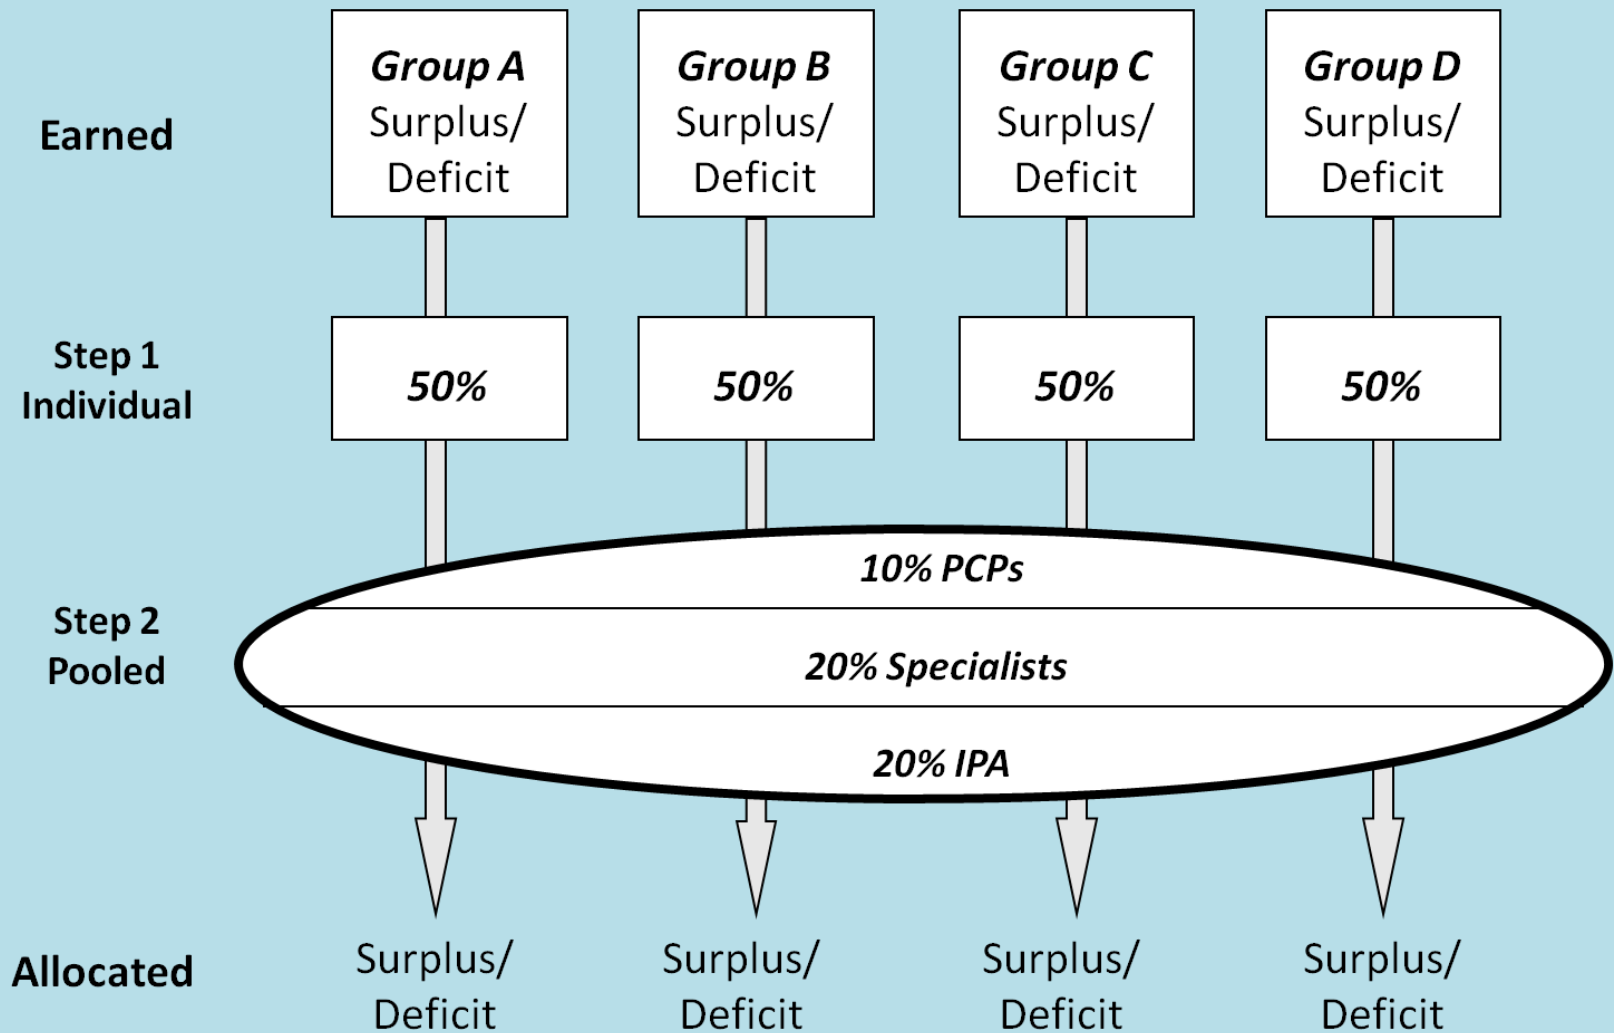 Group A
Surplus/
Deficit
Group B
Surplus/
Deficit
Group C
Surplus/
Deficit
Group D
Surplus/
Deficit
Earned
Step 1
Individual
50%
50%
50%
50%
Step 2
Pooled
10% PCPs
20% Specialists
20% IPA
Allocated
Surplus/
Deficit
Surplus/
Deficit
Surplus/
Deficit
Surplus/
Deficit